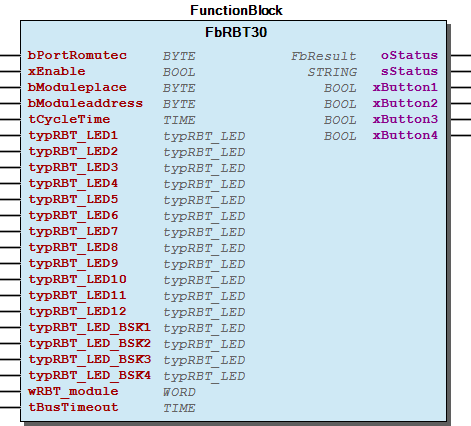 FunctionBlock
FbRBT30
bPortRomutec BYTE FbResult oStatus
xEnable BOOL STRING sStatus
bModuleplace BYTE BOOL xButton1
bModuleaddress BYTE BOOL xButton2
tCycleTime TIME BOOL xButton3
typRBT_LED1 typRBT_LED BOOL xButton4
typRBT_LED2 typRBT_LED
typRBT_LED3 typRBT_LED
typRBT_LED4 typRBT_LED
typRBT_LED5 typRBT_LED
typRBT_LED6 typRBT_LED
typRBT_LED7 typRBT_LED
typRBT_LED8 typRBT_LED
typRBT_LED9 typRBT_LED
typRBT_LED10 typRBT_LED
typRBT_LED11 typRBT_LED
typRBT_LED12 typRBT_LED
typRBT_LED_BSK1 typRBT_LED
typRBT_LED_BSK2 typRBT_LED
typRBT_LED_BSK3 typRBT_LED
typRBT_LED_BSK4 typRBT_LED
wRBT_module WORD
tBusTimeout TIME